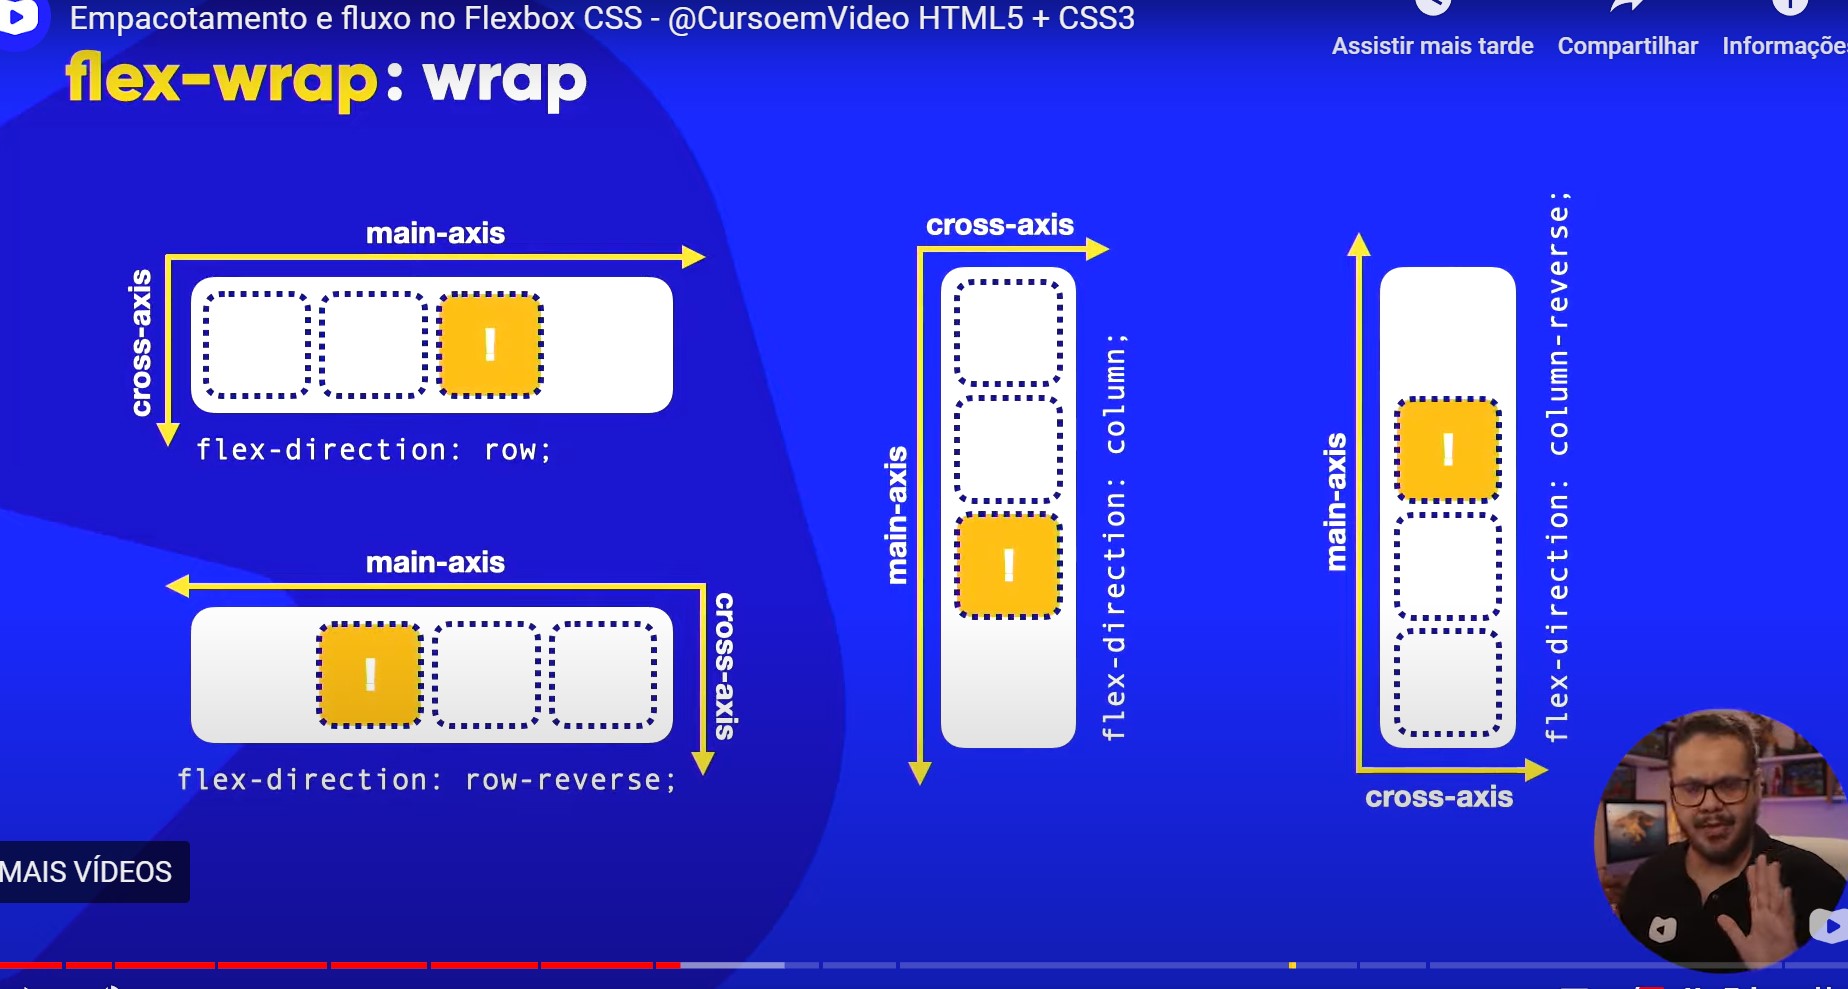 Empacotamento e fluxo no Flexbox CSS - @CursoemVideo HTML5 + CSS3
Assistir mais tarde
Compartilhar
flex-wrap: wrap
main-axis
cross-axis
!
flex-direction: row;
main-axis
cross-axis
!
flex-direction: row-reverse;
cross-axis
main-axis
!
flex-direction: column;
main-axis
!
cross-axis
flex-direction: column-reverse;
MAIS VÍDEOS